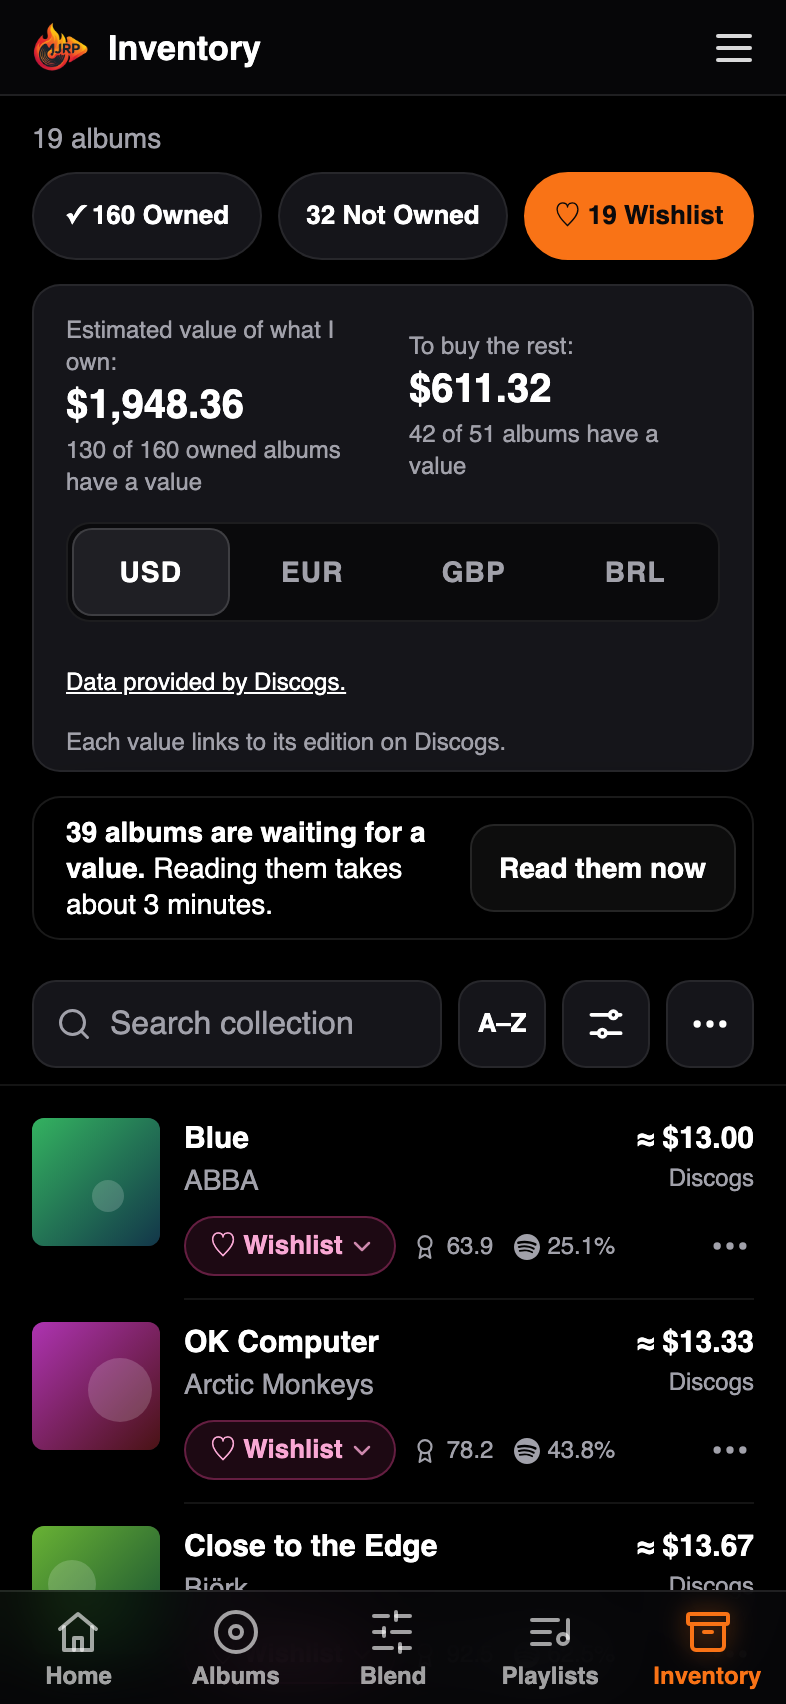 JRP
Inventory
19 albums
✓ 160 Owned
32 Not Owned
♡ 19 Wishlist
Estimated value of what I
own:
$1,948.36
130 of 160 owned albums
have a value
To buy the rest:
$611.32
42 of 51 albums have a
value
USD
EUR
GBP
BRL
Data provided by Discogs.
Each value links to its edition on Discogs.
39 albums are waiting for a
value. Reading them takes
about 3 minutes.
Read them now
Search collection
A–Z
Blue
≈ $13.00
ABBA
Discogs
♡ Wishlist
63.9
25.1%
OK Computer
≈ $13.33
Arctic Monkeys
Discogs
♡ Wishlist
78.2
43.8%
Close to the Edge
≈ $13.67
Björk
Discogs
Home
Albums
Blend
Playlists
Inventory